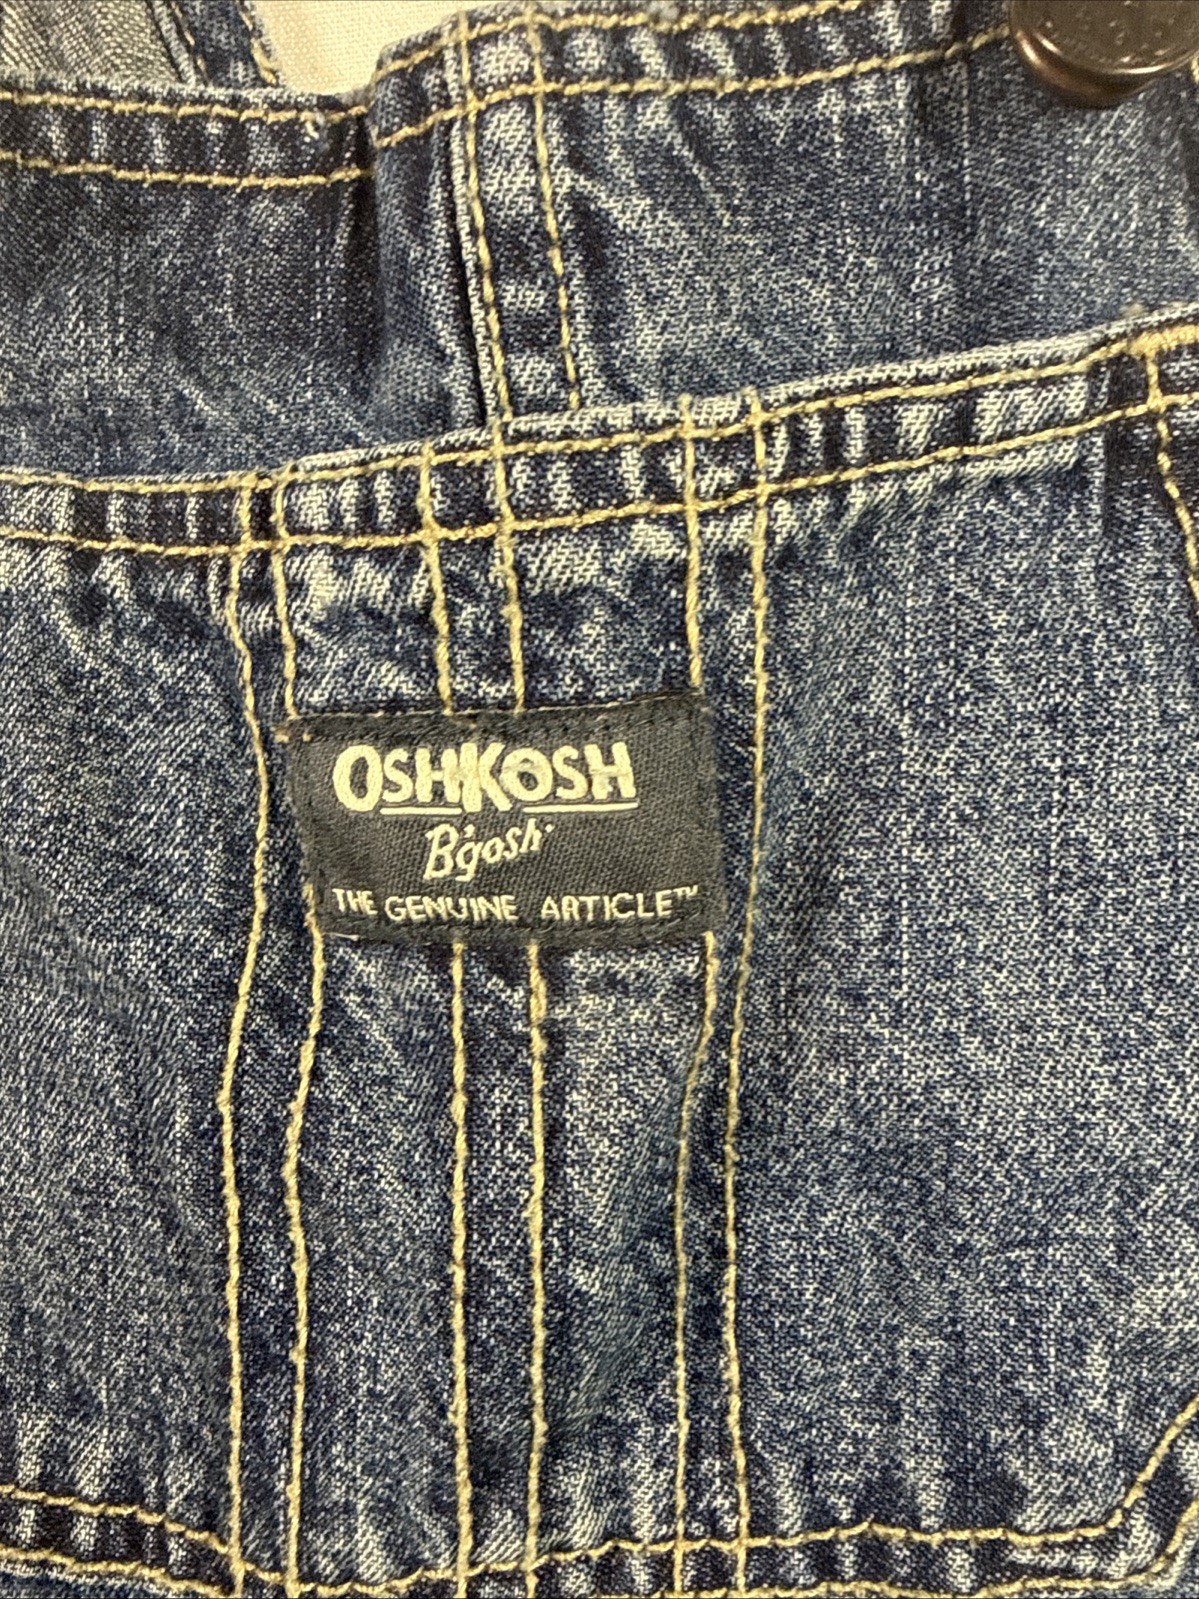 OSHKOSH
B'gosh
THE GENUINE ARTICLE™